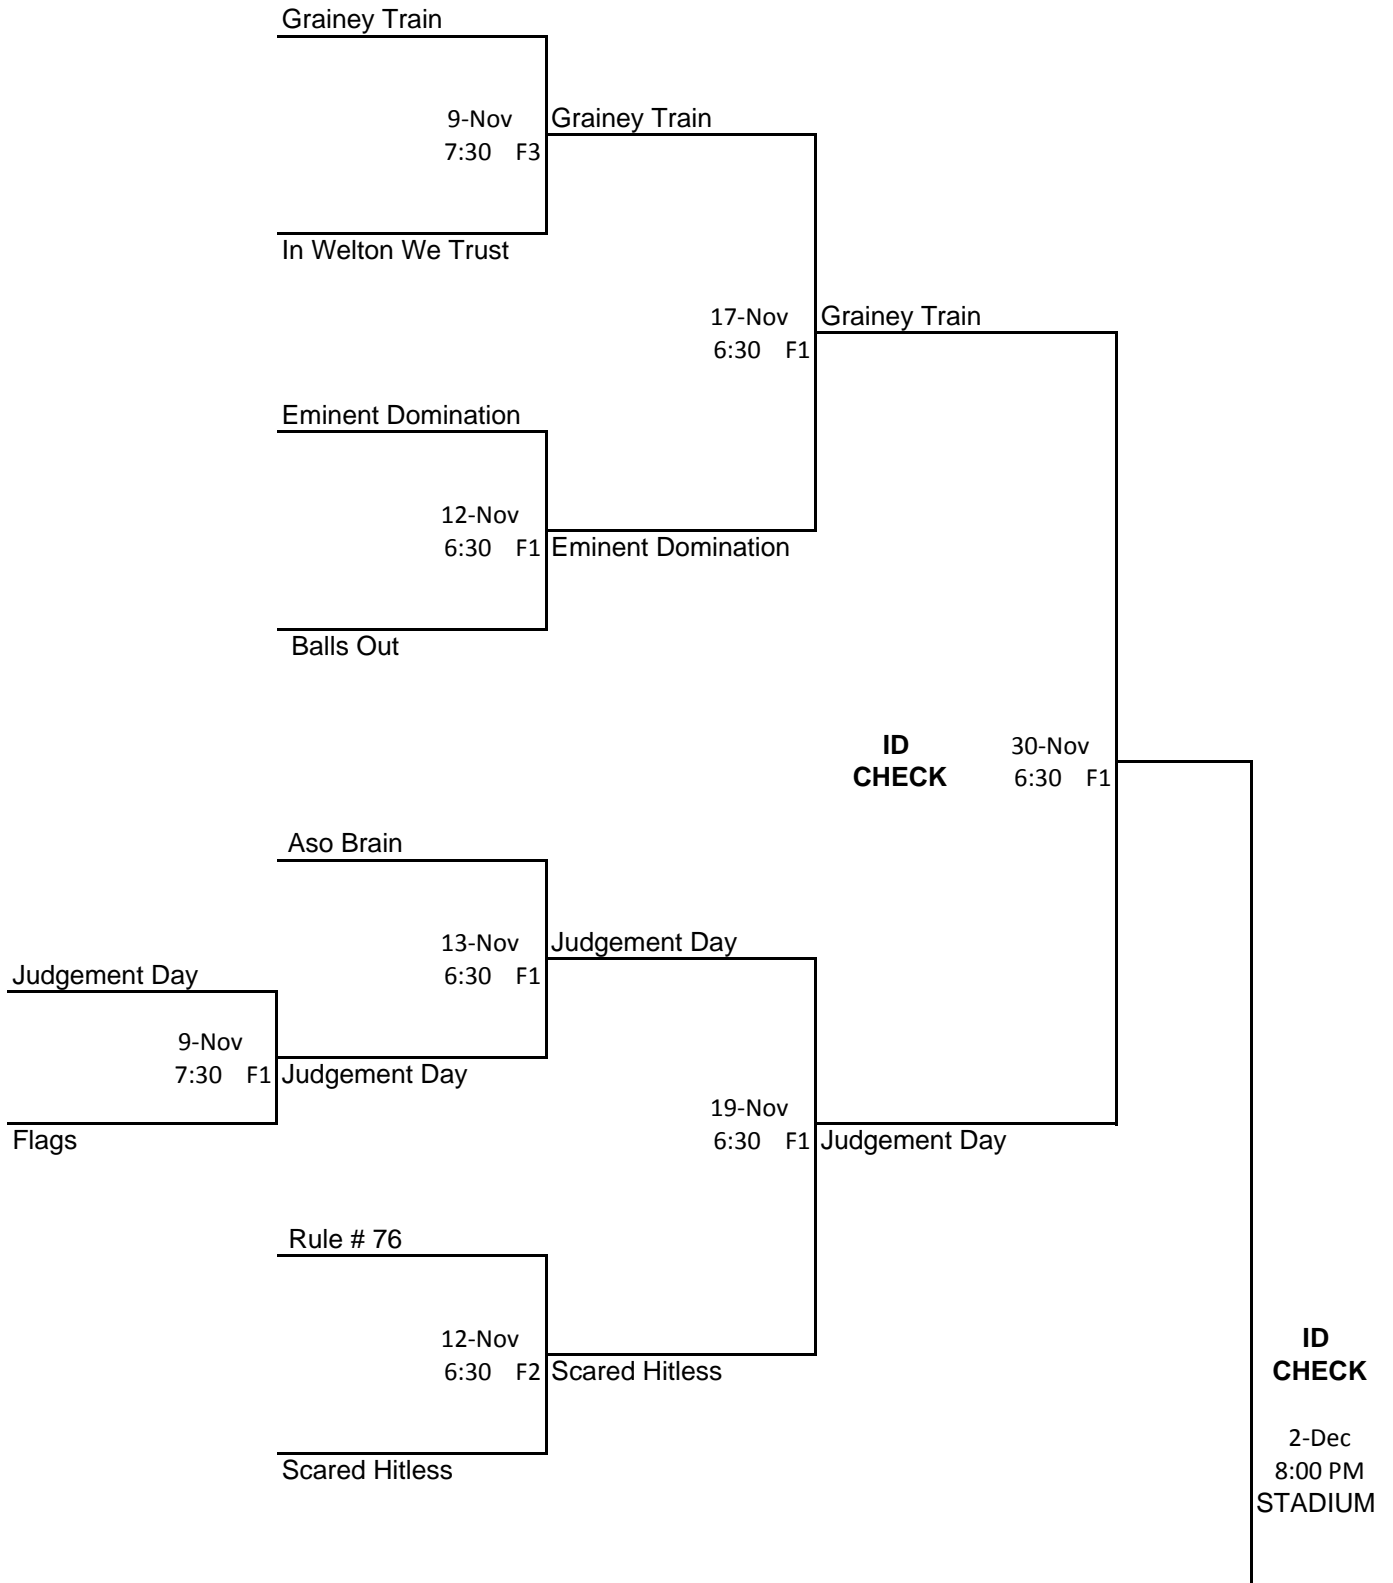 Grainey Train
9-Nov
Grainey Train
7:30 F3
In Welton We Trust
17-Nov
Grainey Train
6:30 F1
Eminent Domination
12-Nov
6:30 F1
Eminent Domination
Balls Out
ID
CHECK
30-Nov
6:30 F1
Aso Brain
13-Nov
Judgement Day
6:30 F1
Judgement Day
9-Nov
7:30 F1
Judgement Day
Flags
19-Nov
6:30 F1
Judgement Day
Rule # 76
12-Nov
6:30 F2
Scared Hitless
Scared Hitless
ID
CHECK
2-Dec
8:00 PM
STADIUM